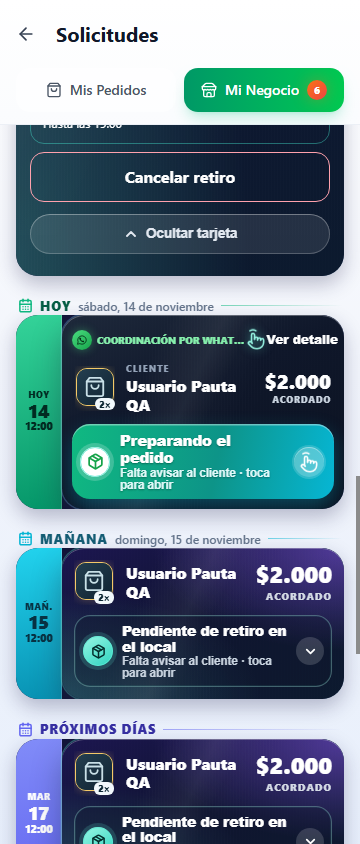 Solicitudes
Mis Pedidos
Mi Negocio 6
Hasta las 15:00
Cancelar retiro
Ocultar tarjeta
HOY sábado, 14 de noviembre
HOY
14
12:00
COORDINACIÓN POR WHAT... Ver detalle
2x
CLIENTE
Usuario Pauta
QA
$2.000
ACORDADO
Preparando el
pedido
Falta avisar al cliente · toca
para abrir
MAÑANA domingo, 15 de noviembre
MAÑ.
15
12:00
2x
Usuario Pauta
QA
$2.000
ACORDADO
Pendiente de retiro en
el local
Falta avisar al cliente · toca
para abrir
PRÓXIMOS DÍAS
MAR
17
12:00
2x
Usuario Pauta
QA
$2.000
ACORDADO
Pendiente de retiro en
el local